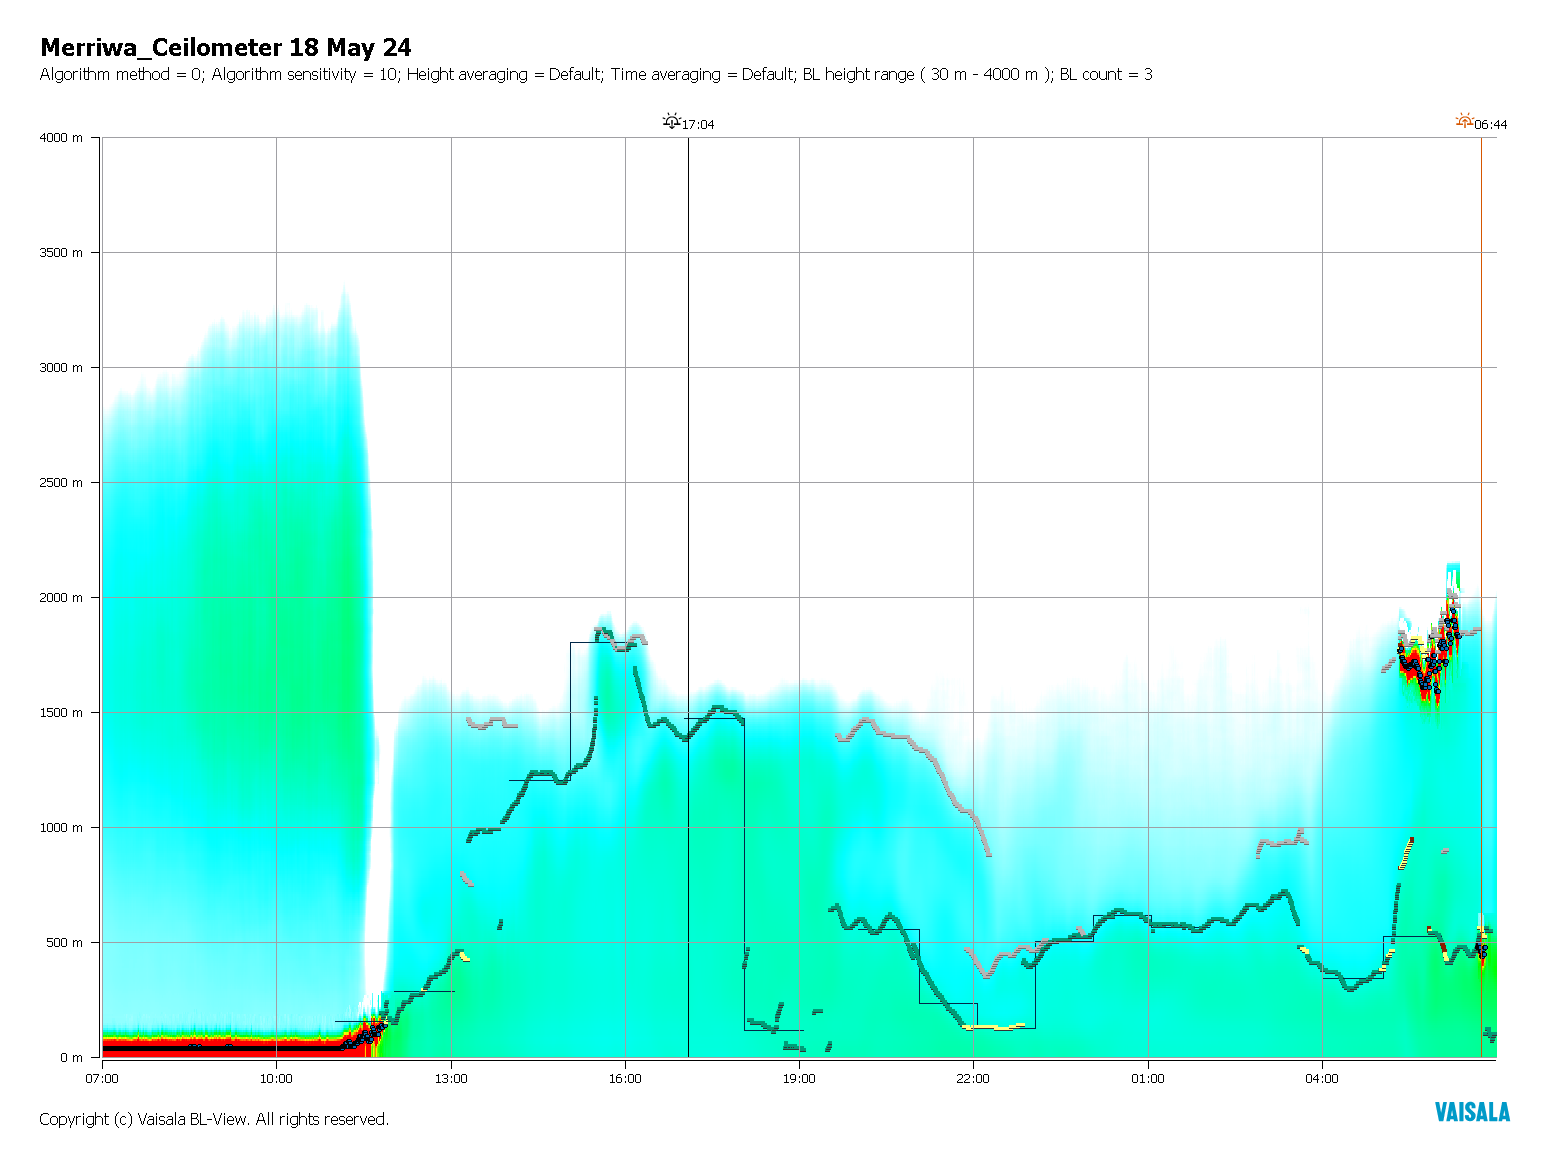 Merriwa_Ceilometer 18 May 24
Algorithm method = 0; Algorithm sensitivity = 10; Height averaging = Default; Time averaging = Default; BL height range ( 30 m - 4000 m ); BL count = 3
17:04
06:44
4000 m
3500 m
3000 m
2500 m
2000 m
1500 m
1000 m
500 m
0 m
07:00 10:00 13:00 16:00 19:00 22:00 01:00 04:00
Copyright (c) Vaisala BL-View. All rights reserved.
VAISALA